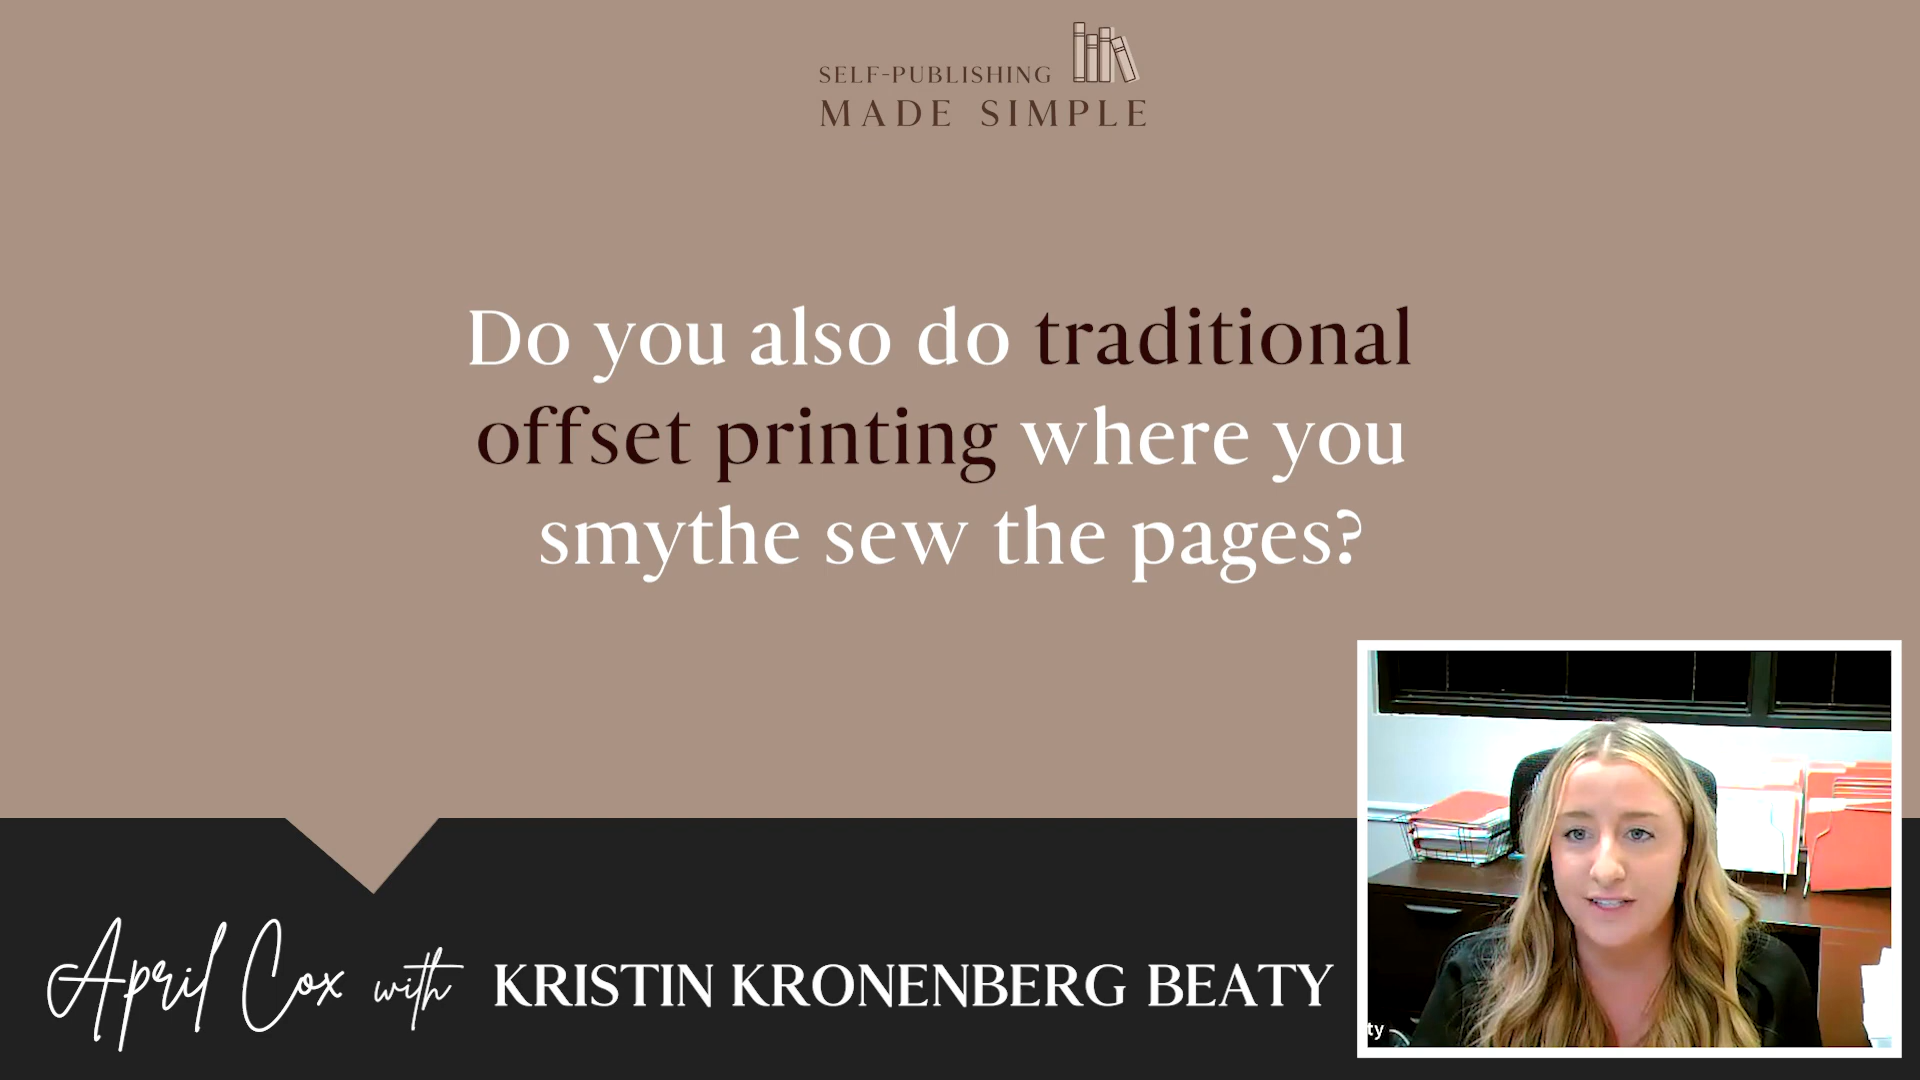 SELF-PUBLISHING
MADE SIMPLE
Do you also do traditional
offset printing where you
smythe sew the pages?
April Cox with KRISTIN KRONENBERG BEATY
ty